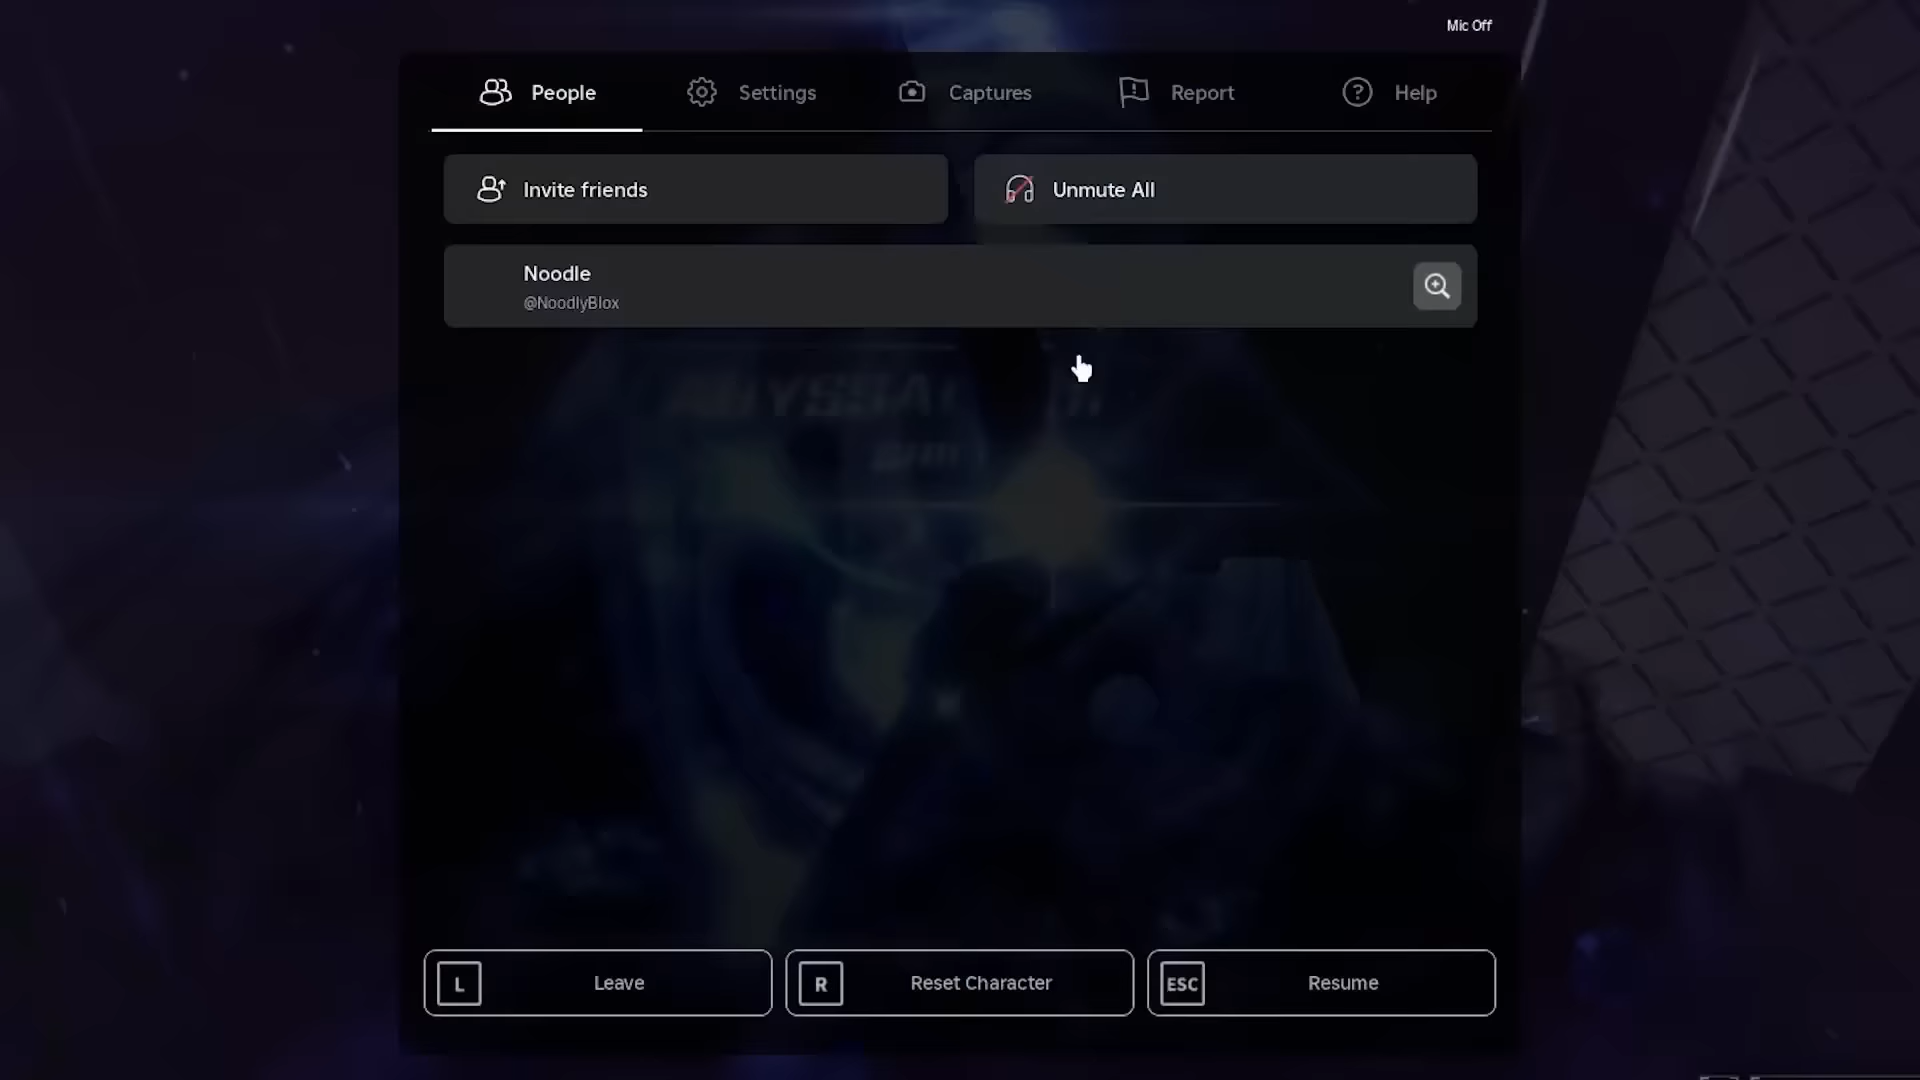 Mic Off
People
Settings
Captures
Report
Help
Invite friends
Unmute All
Noodle
@NoodlyBlox
L
Leave
R
Reset Character
ESC
Resume